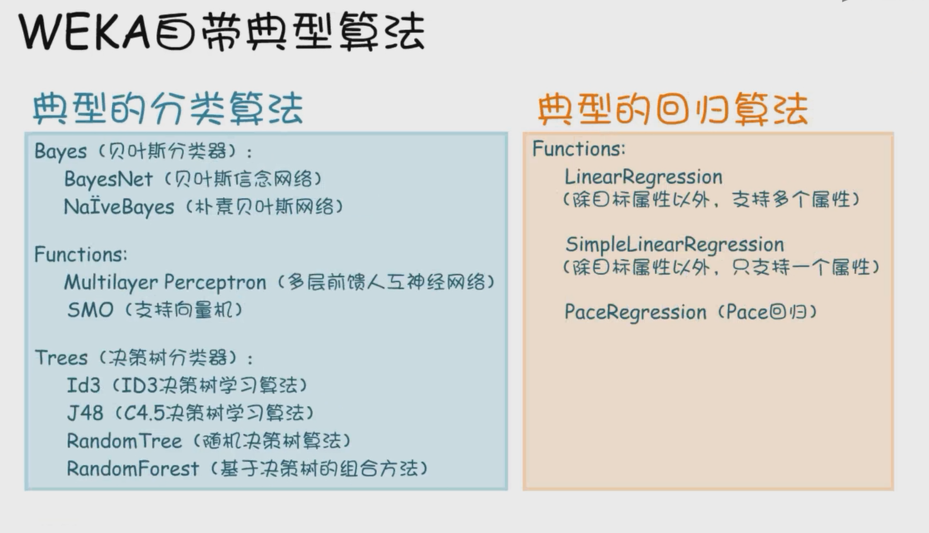 WEKA自带典型算法
典型的分类算法
Bayes（贝叶斯分类器）:
BayesNet（贝叶斯信念网络）
NaÏveBayes（朴素贝叶斯网络）
Functions:
Multilayer Perceptron（多层前馈人工神经网络）
SMO（支持向量机）
Trees（决策树分类器）:
Id3（ID3决策树学习算法）
J48（C4.5决策树学习算法）
RandomTree（随机决策树算法）
RandomForest（基于决策树的组合方法）
典型的回归算法
Functions:
LinearRegression
（除目标属性以外，支持多个属性）
SimpleLinearRegression
（除目标属性以外，只支持一个属性）
PaceRegression（Pace回归）